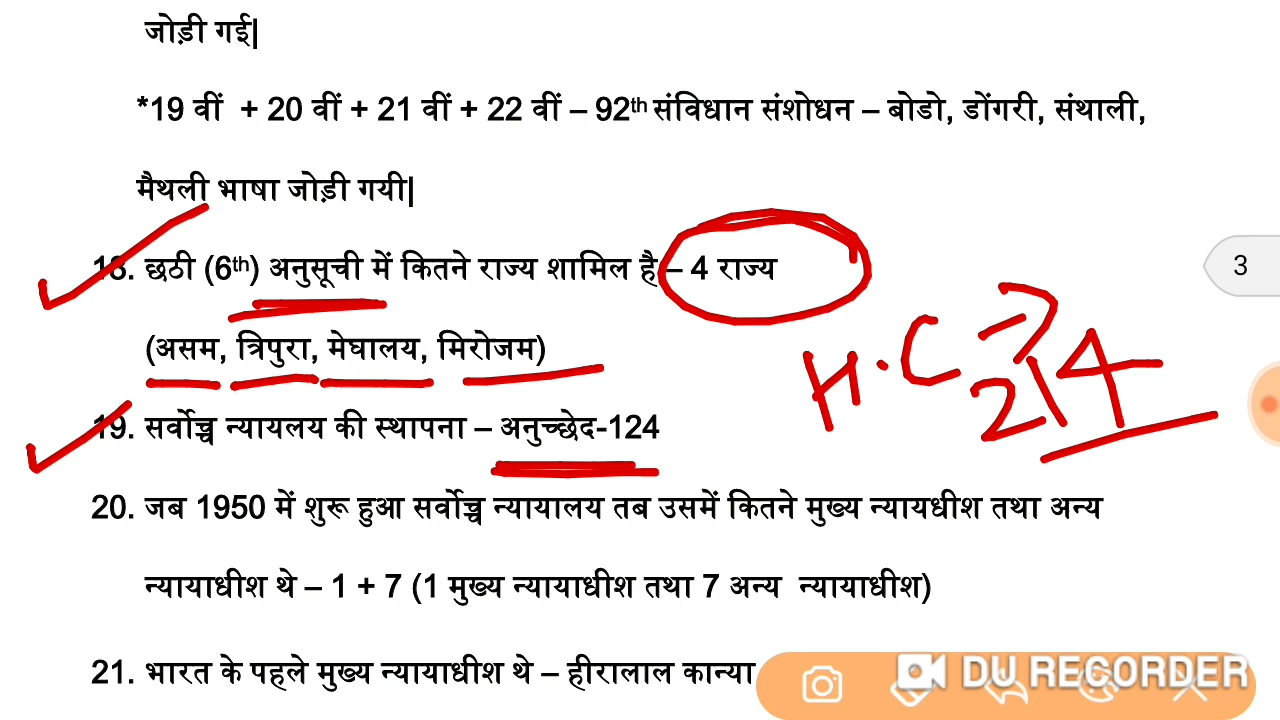 जोड़ी गई|
*19 वीं + 20 वीं + 21 वीं + 22 वीं – 92th संविधान संशोधन – बोडो, डोंगरी, संथाली,
मैथली भाषा जोड़ी गयी|
18. छठी (6th) अनुसूची में कितने राज्य शामिल है – 4 राज्य
3
(असम, त्रिपुरा, मेघालय, मिरोजम)
H.C → 214
19. सर्वोच्च न्यायलय की स्थापना – अनुच्छेद-124
20. जब 1950 में शुरू हुआ सर्वोच्च न्यायालय तब उसमें कितने मुख्य न्यायधीश तथा अन्य
न्यायाधीश थे – 1 + 7 (1 मुख्य न्यायाधीश तथा 7 अन्य न्यायाधीश)
21. भारत के पहले मुख्य न्यायाधीश थे – हीरालाल कान्या
DU RECORDER